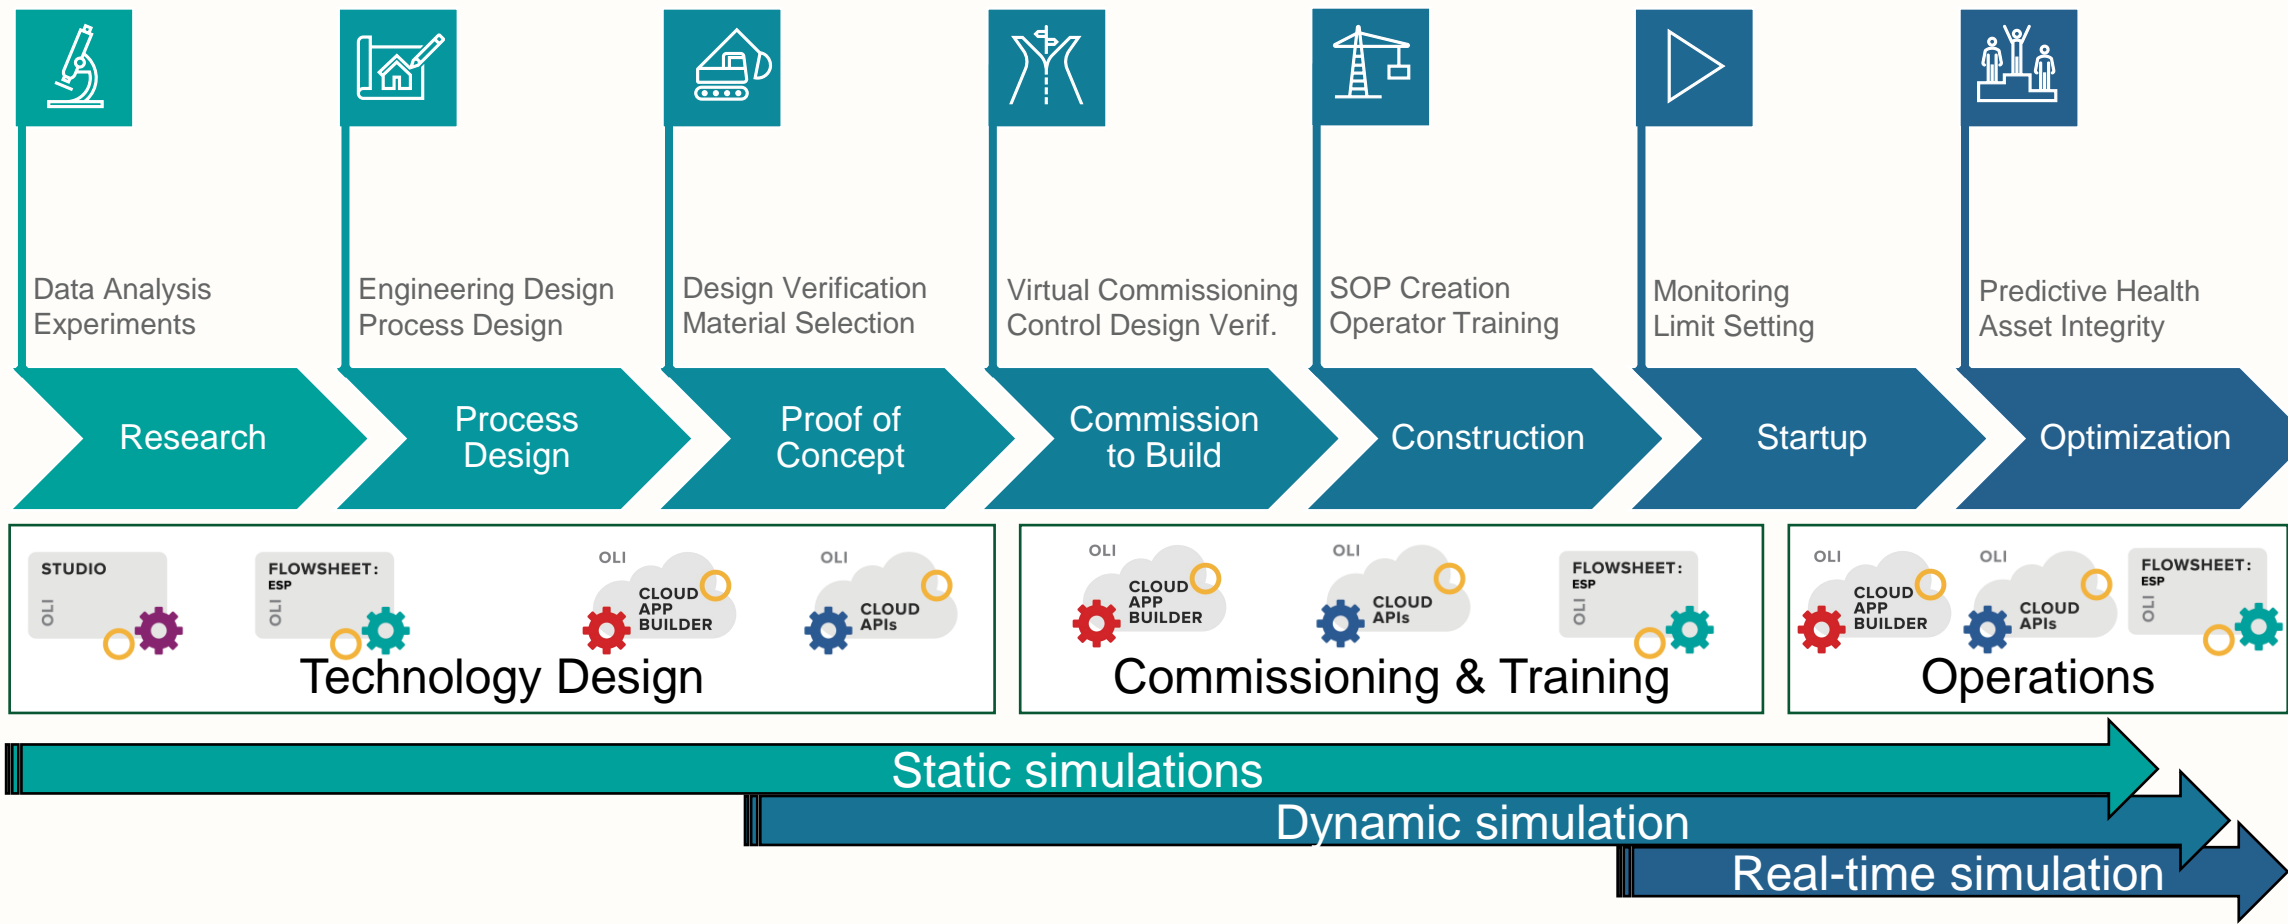 Data Analysis
Experiments
Engineering Design
Process Design
Design Verification
Material Selection
Virtual Commissioning
Control Design Verif.
SOP Creation
Operator Training
Monitoring
Limit Setting
Predictive Health
Asset Integrity
Research
Process
Design
Proof of
Concept
Commission
to Build
Construction
Startup
Optimization
STUDIO
OLI
FLOWSHEET:
ESP
OLI
OLI
CLOUD
APP
BUILDER
OLI
CLOUD
APIs
Technology Design
OLI
CLOUD
APP
BUILDER
OLI
CLOUD
APIs
FLOWSHEET:
ESP
OLI
Commissioning & Training
OLI
CLOUD
APP
BUILDER
OLI
CLOUD
APIs
FLOWSHEET:
ESP
OLI
Operations
Static simulations
Dynamic simulation
Real-time simulation